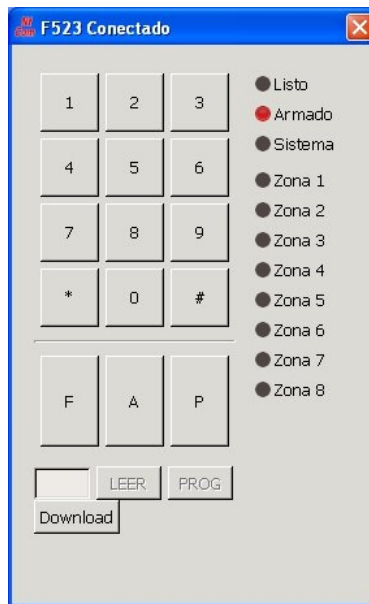 F523 Conectado
1 2 3
4 5 6
7 8 9
* 0 #
F A P
LEER PROG
Download
Listo
Armado
Sistema
Zona 1
Zona 2
Zona 3
Zona 4
Zona 5
Zona 6
Zona 7
Zona 8